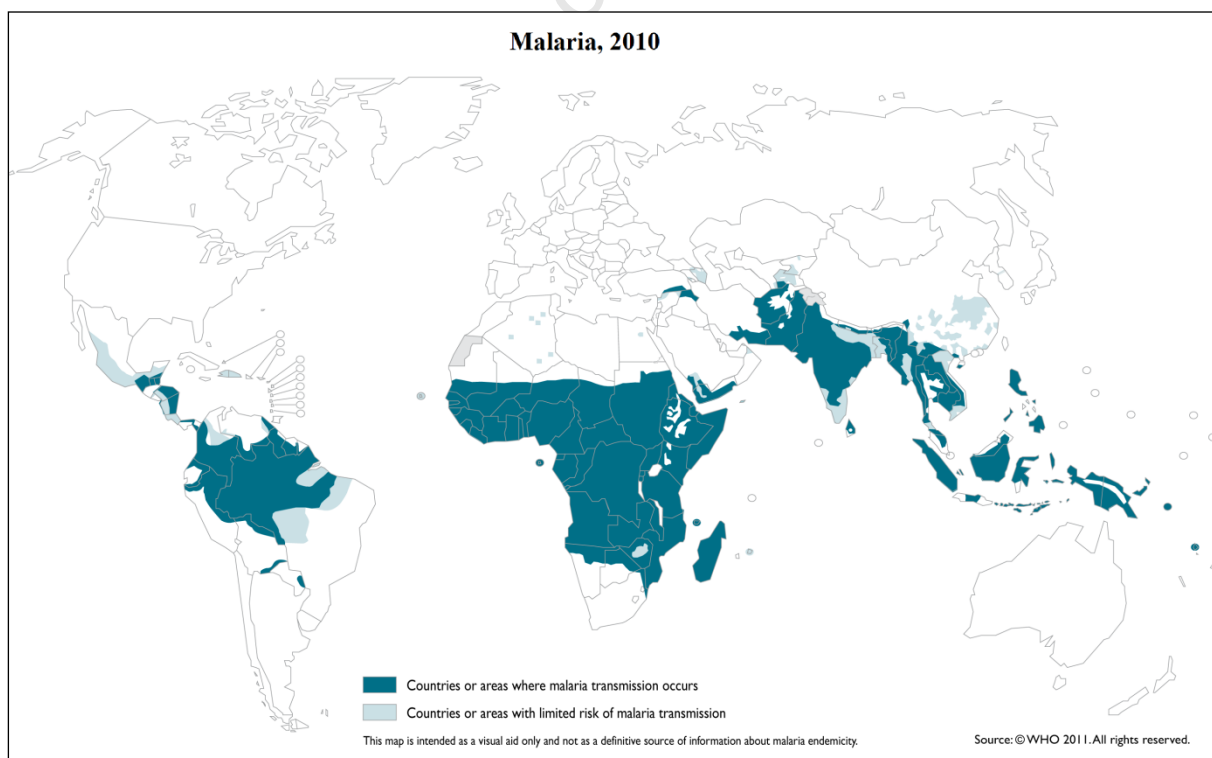 Malaria, 2010
Countries or areas where malaria transmission occurs
Countries or areas with limited risk of malaria transmission
This map is intended as a visual aid only and not as a definitive source of information about malaria endemicity.
Source: © WHO 2011. All rights reserved.